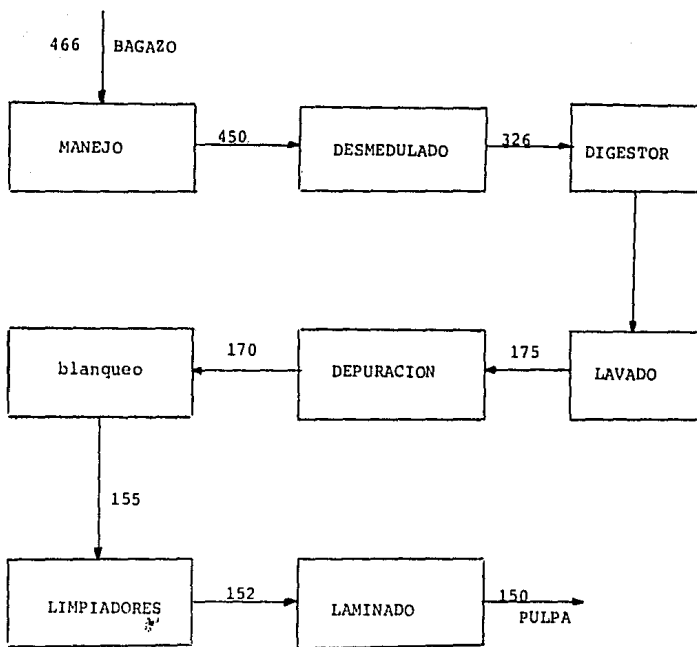 466 BAGAZO
MANEJO
450
DESMEDULADO
326
DIGESTOR
LAVADO
175
DEPURACION
170
blanqueo
155
LIMPIADORES
152
LAMINADO
150
PULPA